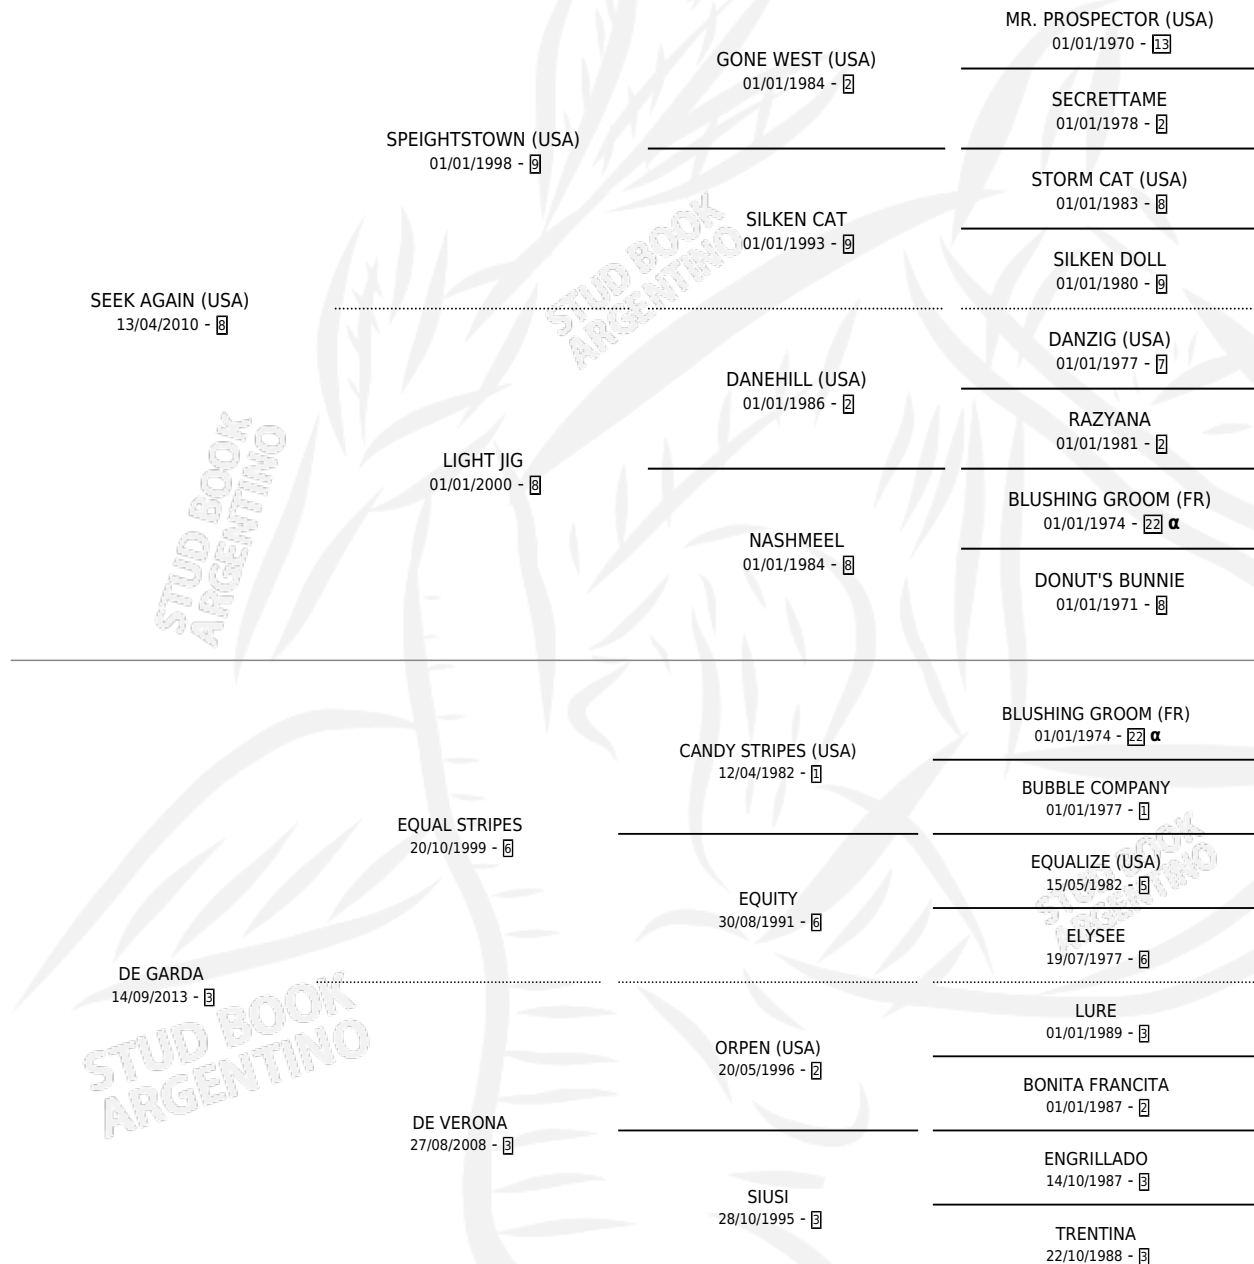 MR. PROSPECTOR (USA)
01/01/1970 - 13
GONE WEST (USA)
01/01/1984 - 2
SECRETTAME
01/01/1978 - 2
SPEIGHTSTOWN (USA)
01/01/1998 - 9
STORM CAT (USA)
01/01/1983 - 8
SILKEN CAT
01/01/1993 - 9
SILKEN DOLL
01/01/1980 - 9
STUD BOOK
ARGENTINO
SEEK AGAIN (USA)
13/04/2010 - 8
DANZIG (USA)
01/01/1977 - 7
DANEHILL (USA)
01/01/1986 - 2
RAZYANA
01/01/1981 - 2
LIGHT JIG
01/01/2000 - 8
BLUSHING GROOM (FR)
01/01/1974 - 22 α
NASHMEEL
01/01/1984 - 8
DONUT'S BUNNIE
01/01/1971 - 8
STUD BOOK
ARGENTINO
BLUSHING GROOM (FR)
01/01/1974 - 22 α
CANDY STRIPES (USA)
12/04/1982 - 1
BUBBLE COMPANY
01/01/1977 - 1
EQUAL STRIPES
20/10/1999 - 6
EQUALIZE (USA)
15/05/1982 - 5
EQUITY
30/08/1991 - 6
ELYSEE
19/07/1977 - 6
STUD BOOK
ARGENTINO
DE GARDA
14/09/2013 - 3
LURE
01/01/1989 - 3
ORPEN (USA)
20/05/1996 - 2
BONITA FRANCITA
01/01/1987 - 2
DE VERONA
27/08/2008 - 3
ENGRILLADO
14/10/1987 - 3
SIUSI
28/10/1995 - 3
TRENTINA
22/10/1988 - 3
STUD BOOK
ARGENTINO